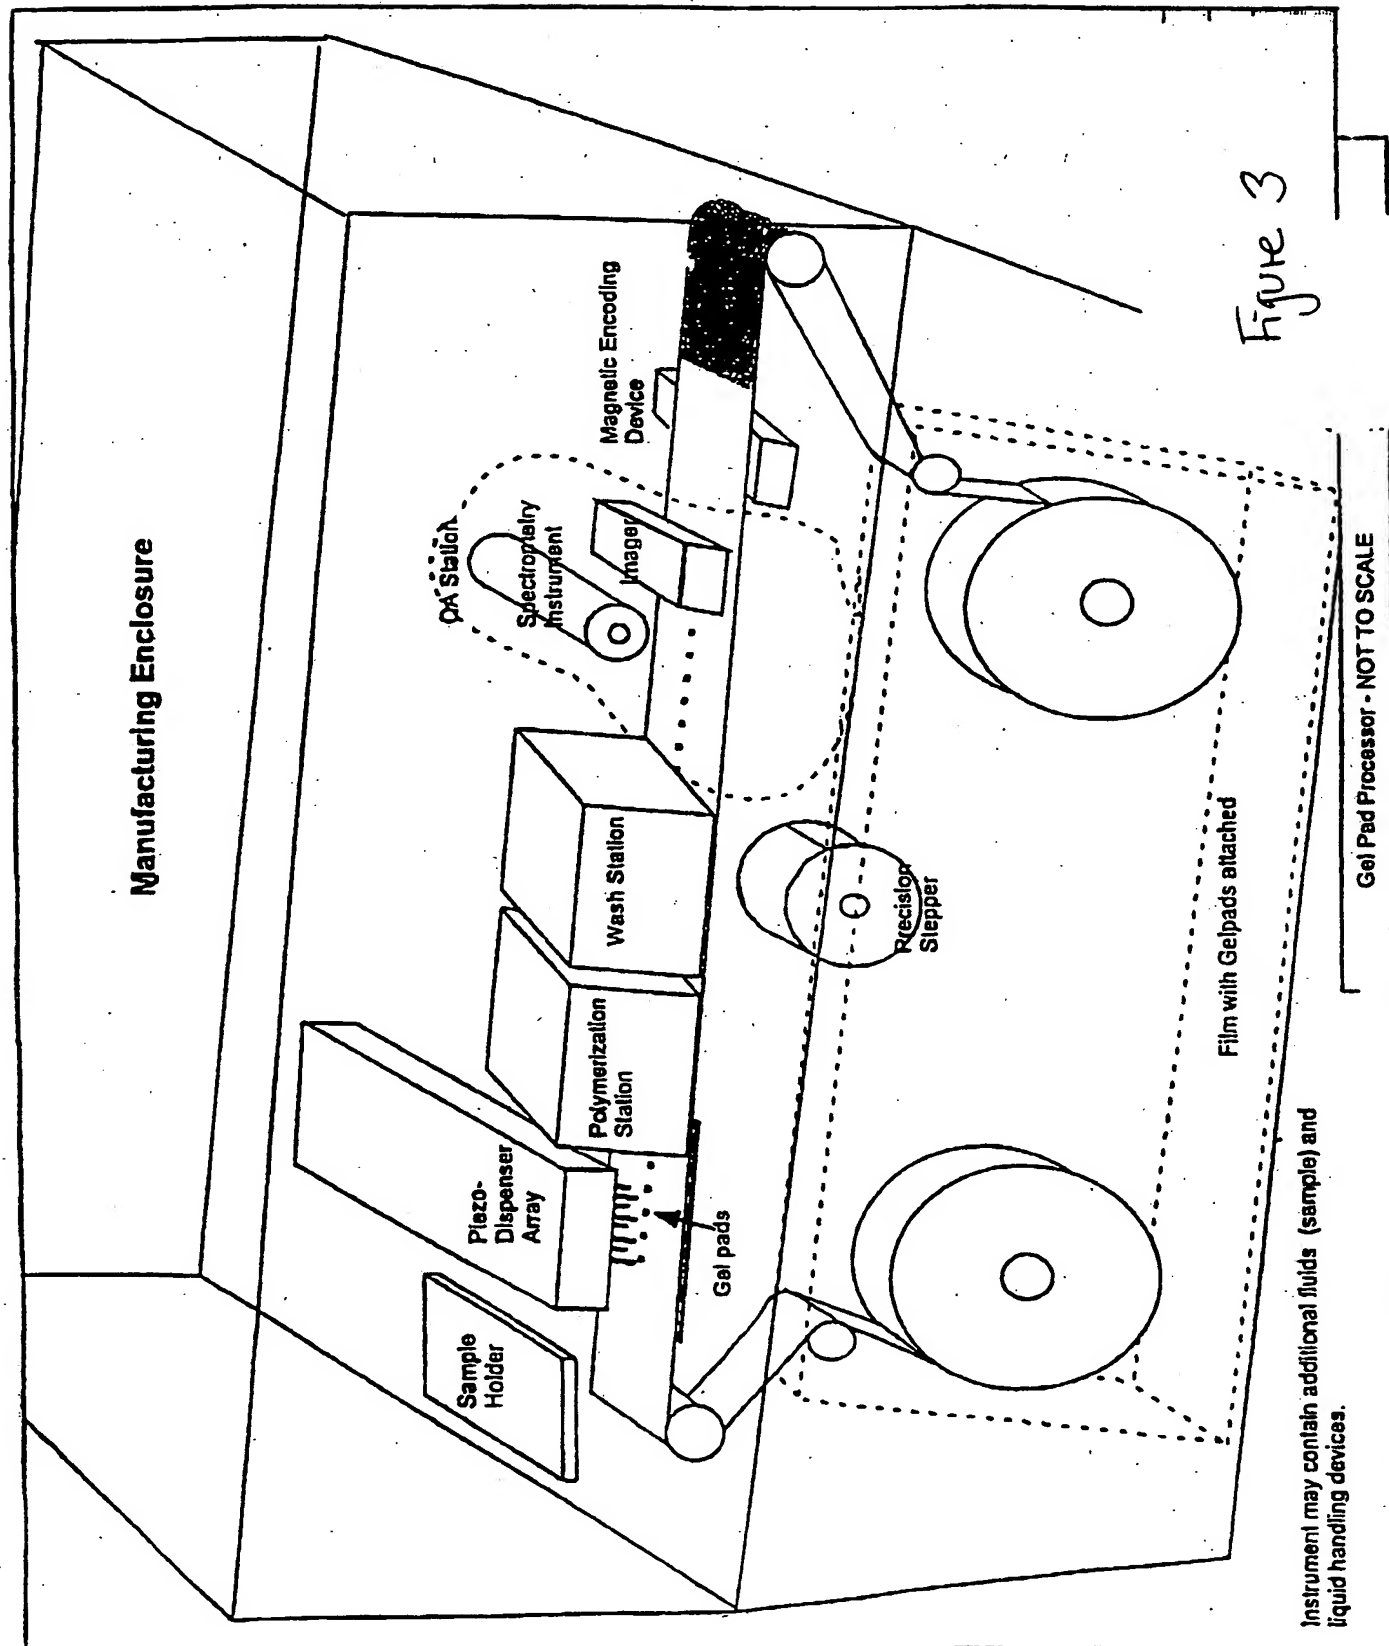 Manufacturing Enclosure
QA Station
Spectrometry
Instrument
Imager
Magnetic Encoding
Device
Wash Station
Polymerization
Station
Piezo-
Dispenser
Array
Sample
Holder
Gel pads
Precision
Stepper
Film with Gelpads attached
Instrument may contain additional fluids (sample) and
liquid handling devices.
Gel Pad Processor - NOT TO SCALE
Figure 3